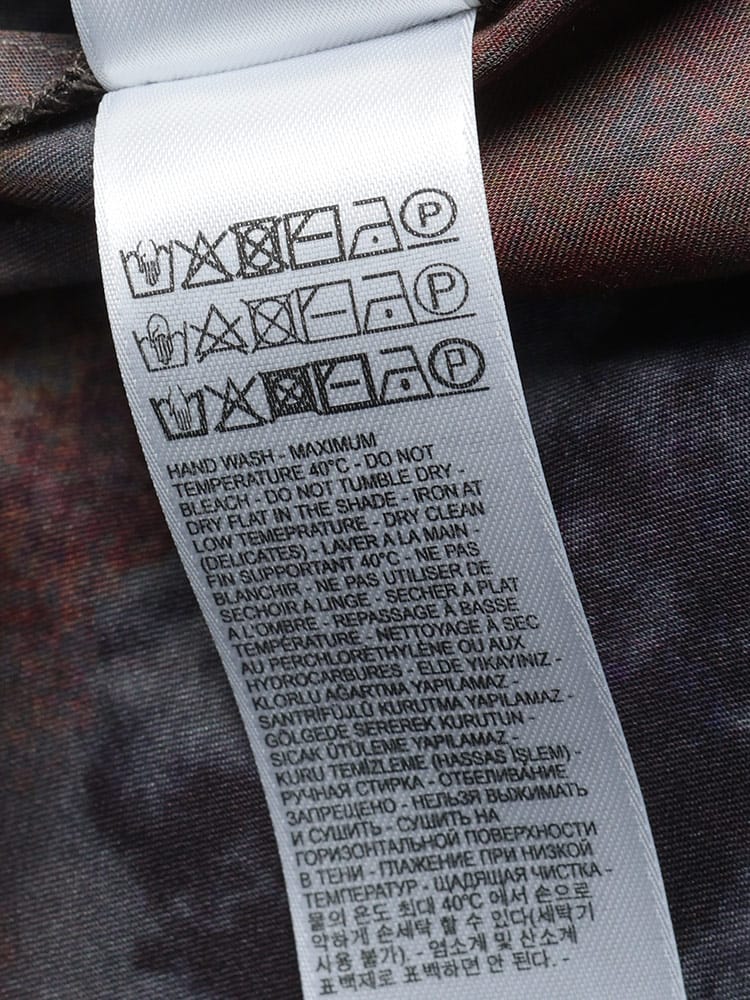 P
P
P
HAND WASH - MAXIMUM
TEMPERATURE 40°C - DO NOT
BLEACH - DO NOT TUMBLE DRY -
DRY FLAT IN THE SHADE - IRON AT
LOW TEMEPRATURE - DRY CLEAN
(DELICATES) - LAVER A LA MAIN -
FIN SUPPORTANT 40°C - NE PAS
BLANCHIR - NE PAS UTILISER DE
SECHOIR A LINGE - SECHER A PLAT
A L'OMBRE - REPASSAGE À BASSE
TEMPÉRATURE - NETTOYAGE À SEC
AU PERCHLORÉTHYLÈNE OU AUX
HYDROCARBURES - ELDE YIKAYINIZ -
KLORLU AĞARTMA YAPILAMAZ -
SANTRİFÜJLÜ KURUTMA YAPILAMAZ -
GÖLGEDE SEREREK KURUTUN -
SICAK ÜTÜLEME YAPILAMAZ -
KURU TEMİZLEME (HASSAS İŞLEM) -
РУЧНАЯ СТИРКА - ОТБЕЛИВАНИЕ
ЗАПРЕЩЕНО - НЕЛЬЗЯ ВЫЖИМАТЬ
И СУШИТЬ - СУШИТЬ НА
ГОРИЗОНТАЛЬНОЙ ПОВЕРХНОСТИ
В ТЕНИ - ГЛАЖЕНИЕ ПРИ НИЗКОЙ
ТЕМПЕРАТУР - ЩАДЯЩАЯ ЧИСТКА -
물의 온도 최대 40℃ 에서 손으로
약하게 손세탁 할 수 있다(세탁기
사용 불가). - 염소계 및 산소계
표백제로 표백하면 안 된다. -